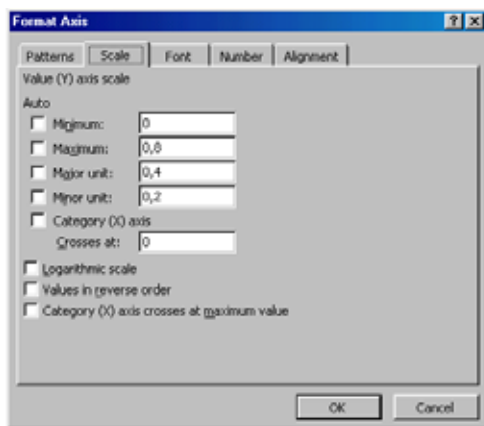 Format Axis
Patterns Scale Font Number Alignment
Value (Y) axis scale
Auto
Minimum: 0
Maximum: 0,8
Major unit: 0,4
Minor unit: 0,2
Category (X) axis
Crosses at: 0
Logarithmic scale
Values in reverse order
Category (X) axis crosses at maximum value
OK Cancel